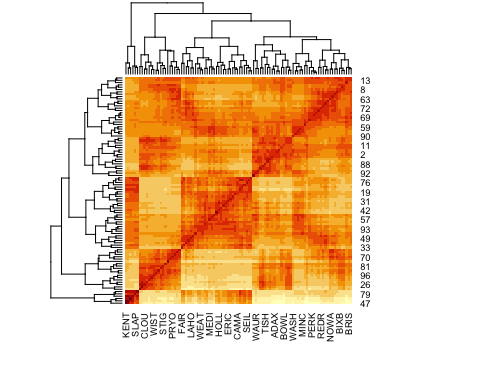 13
8
63
72
69
59
90
11
2
88
92
76
19
31
42
57
93
49
33
70
81
96
26
79
47
KENT
SLAP
CLOU
WIST
STIG
PRYO
FAIR
LAHO
WEAT
MEDI
HOLL
ERIC
CAMA
SEIL
WAUR
TISH
ADAX
BOWL
WASH
MINC
PERK
REDR
NOWA
BIXB
BRIS